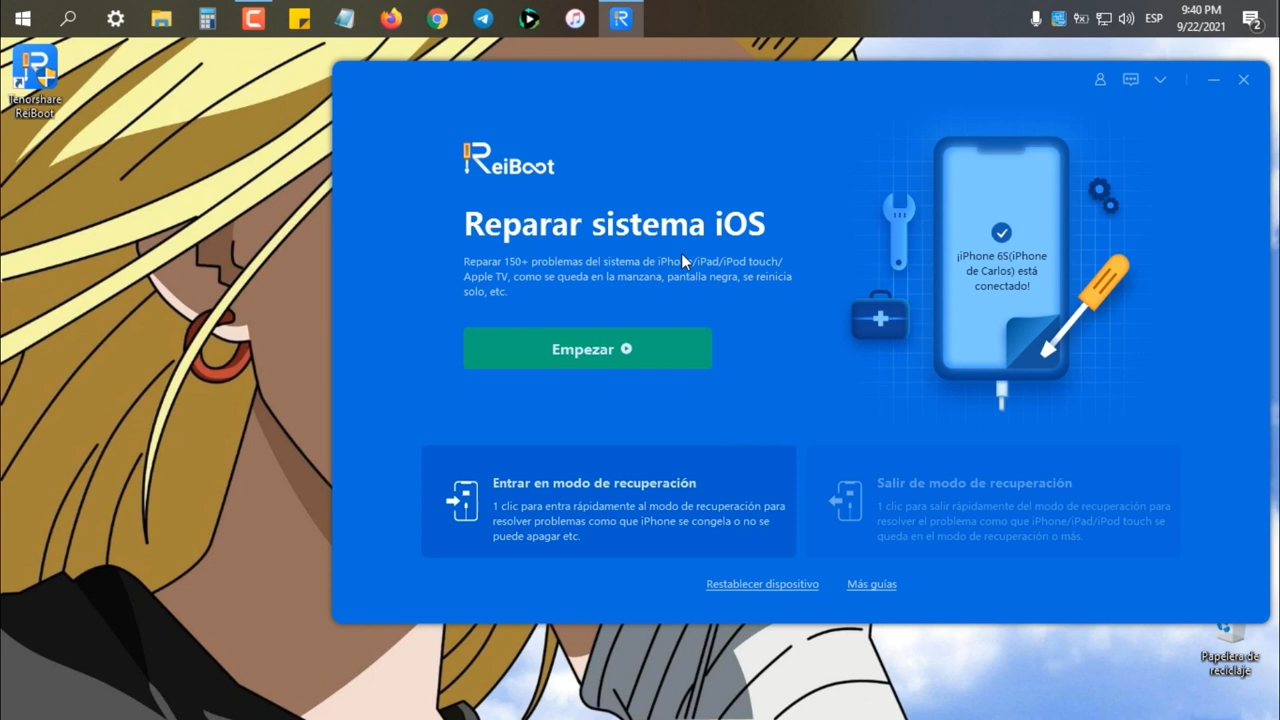 ESP
9:40 PM
9/22/2021
2
Tenorshare
ReiBoot
ReiBoot
Reparar sistema iOS
Reparar 150+ problemas del sistema de iPhone/iPad/iPod touch/
Apple TV, como se queda en la manzana, pantalla negra, se reinicia
solo, etc.
Empezar
¡iPhone 6S(iPhone
de Carlos) está
conectado!
Entrar en modo de recuperación
1 clic para entra rápidamente al modo de recuperación para
resolver problemas como que iPhone se congela o no se
puede apagar etc.
Salir de modo de recuperación
1 clic para salir rápidamente del modo de recuperación para
resolver el problema como que iPhone/iPad/iPod touch se
queda en el modo de recuperación o más.
Restablecer dispositivo
Más guías
Papelera de
reciclaje